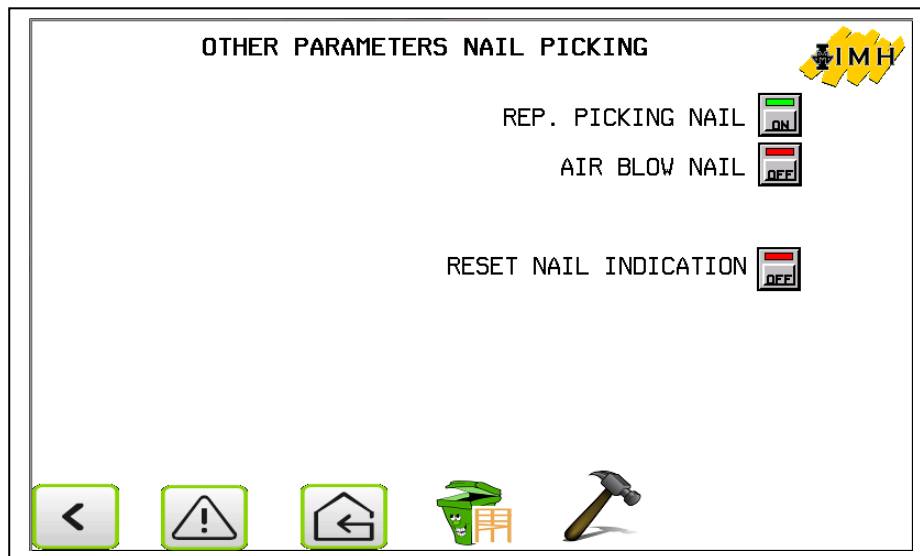 OTHER PARAMETERS NAIL PICKING
IMH
REP. PICKING NAIL ON
AIR BLOW NAIL OFF
RESET NAIL INDICATION OFF